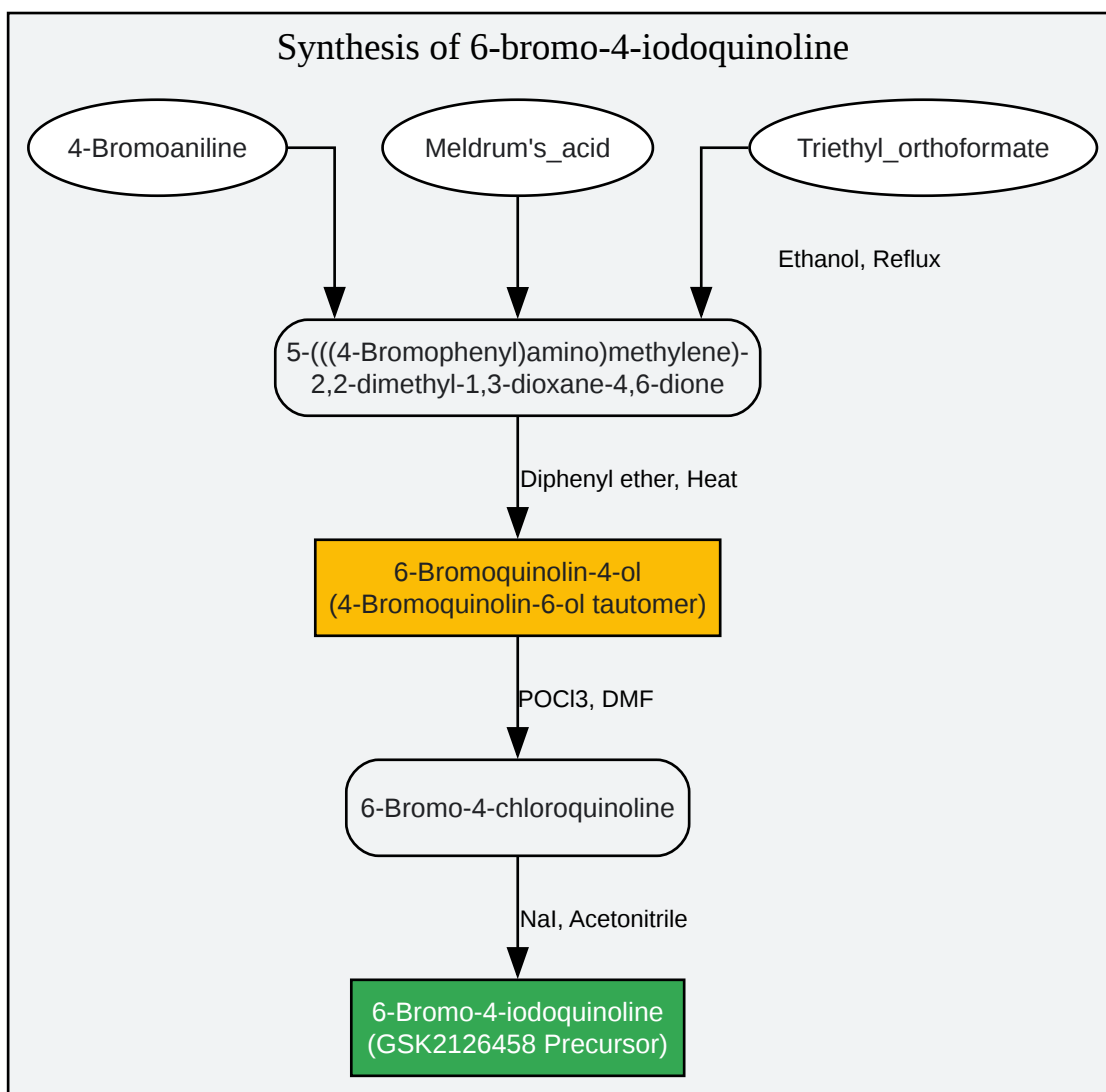 Synthesis of 6-bromo-4-iodoquinoline
4-Bromoaniline
Meldrum's_acid
Triethyl_orthoformate
Ethanol, Reflux
5-(((4-Bromophenyl)amino)methylene)-
2,2-dimethyl-1,3-dioxane-4,6-dione
Diphenyl ether, Heat
6-Bromoquinolin-4-ol
(4-Bromoquinolin-6-ol tautomer)
POCl3, DMF
6-Bromo-4-chloroquinoline
NaI, Acetonitrile
6-Bromo-4-iodoquinoline
(GSK2126458 Precursor)